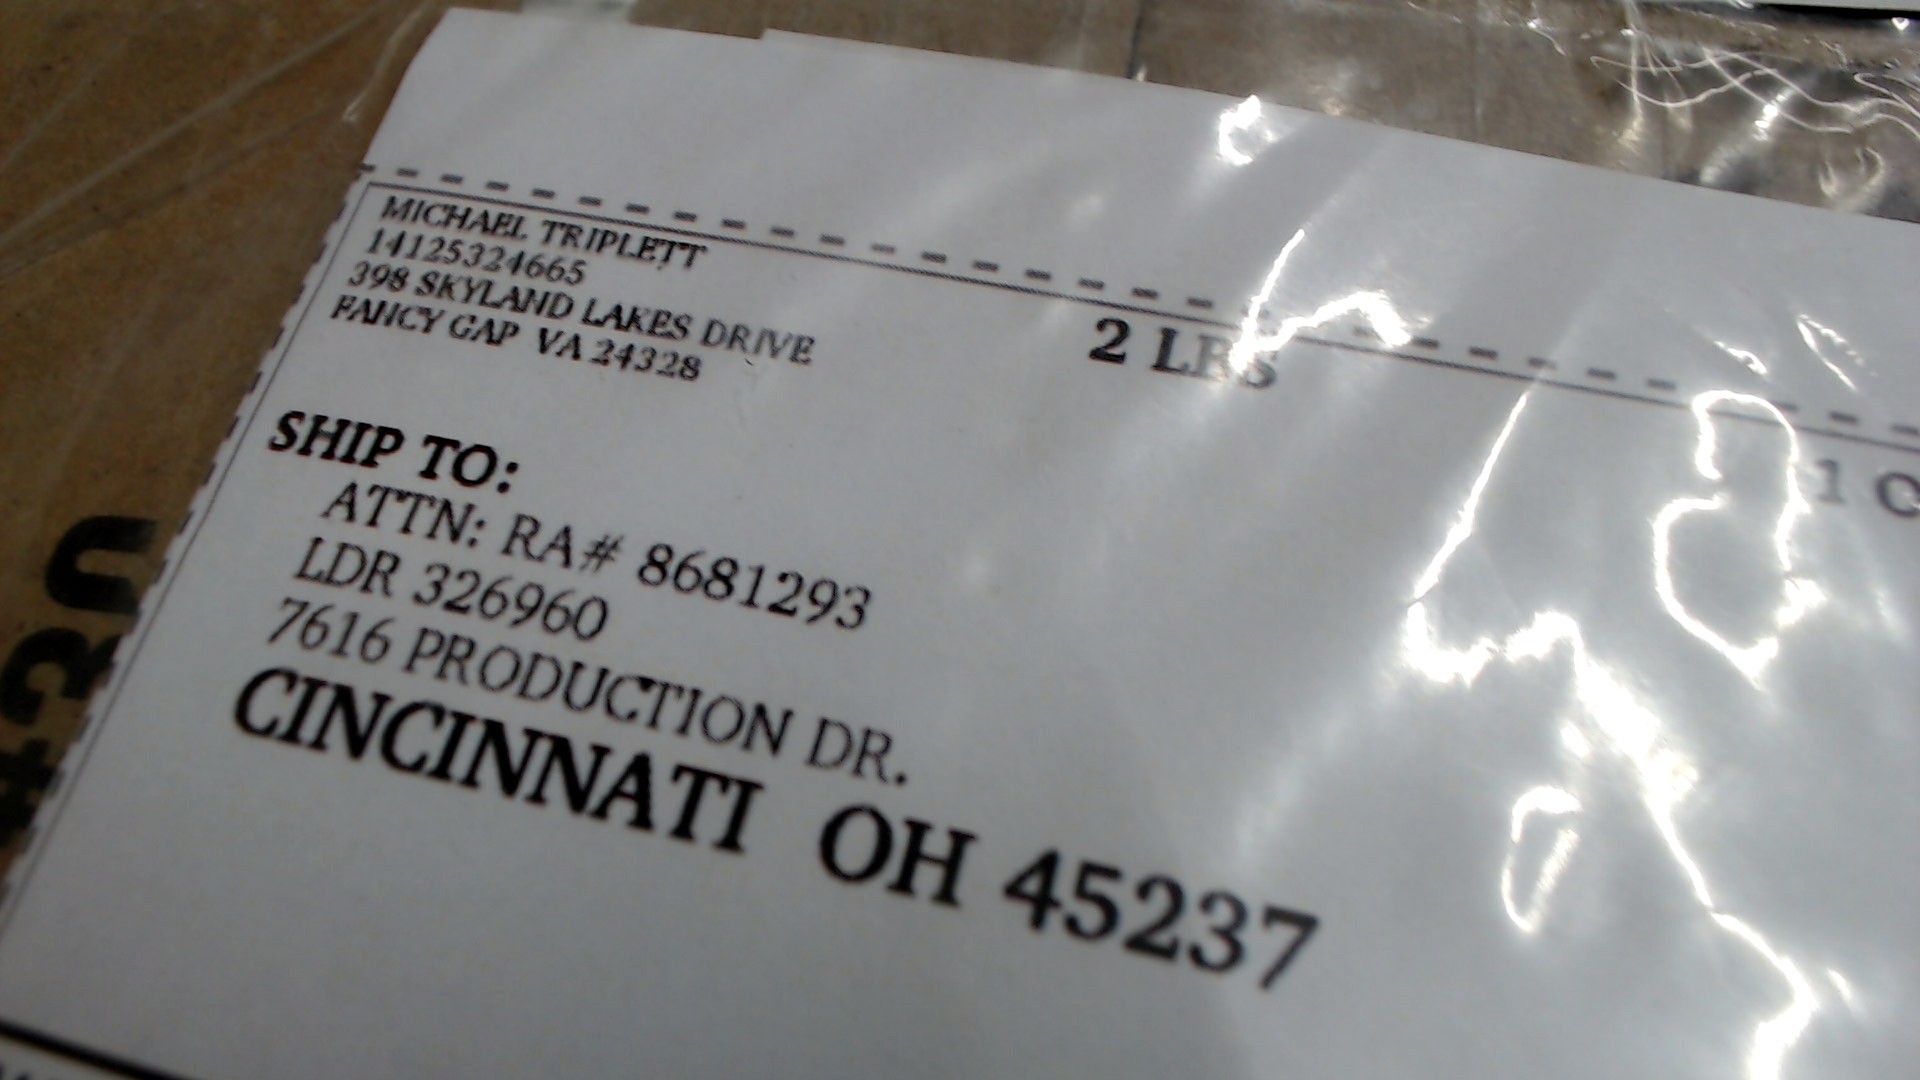 MICHAEL TRIPLETT
14125324665
398 SKYLAND LAKES DRIVE
FANCY GAP VA 24328
2 LBS
SHIP TO:
ATTN: RA# 8681293
LDR 326960
7616 PRODUCTION DR.
CINCINNATI OH 45237